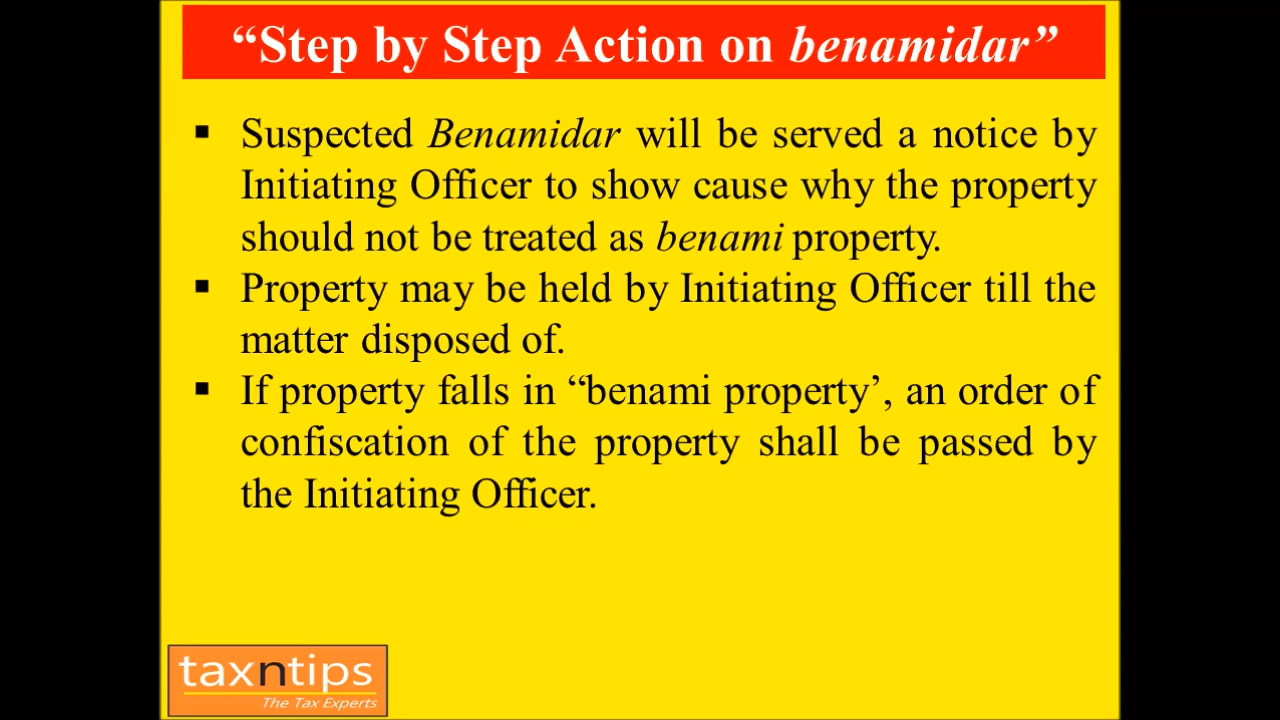 “Step by Step Action on benamidar”
▪ Suspected Benamidar will be served a notice by
Initiating Officer to show cause why the property
should not be treated as benami property.
▪ Property may be held by Initiating Officer till the
matter disposed of.
▪ If property falls in “benami property’, an order of
confiscation of the property shall be passed by
the Initiating Officer.
taxntips
The Tax Experts